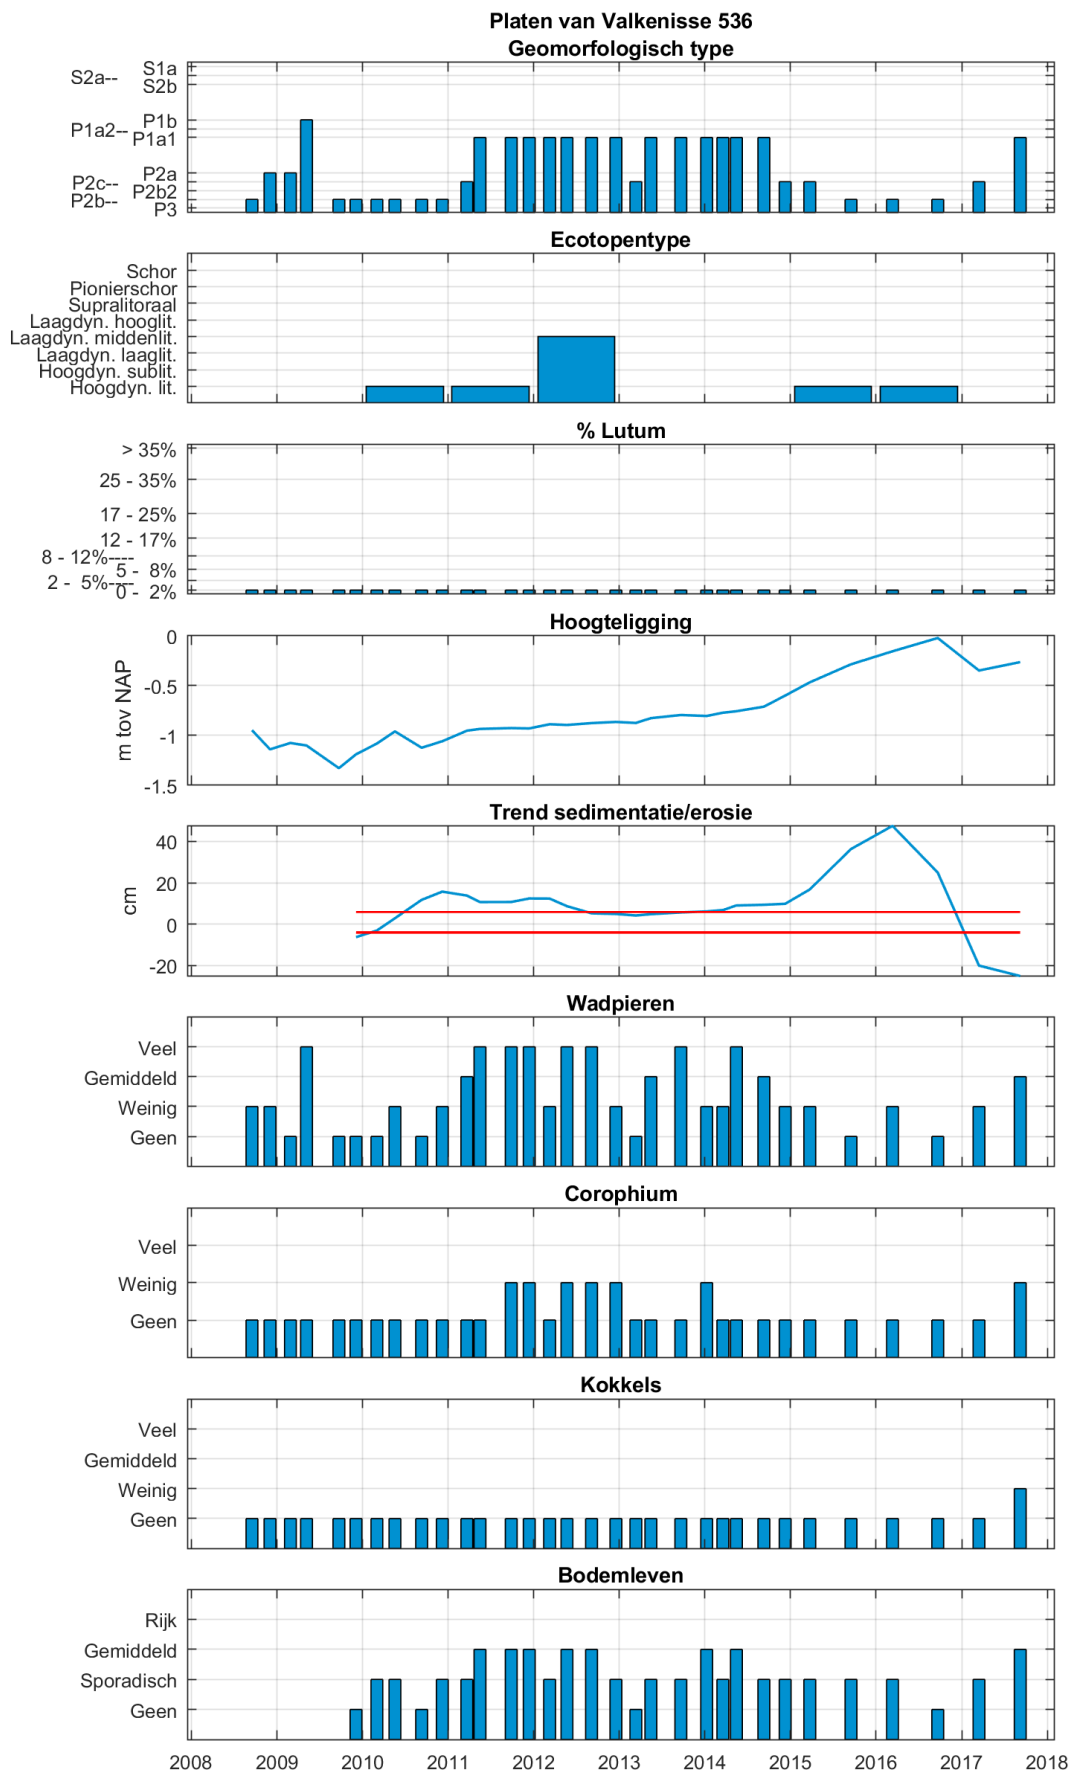 Platen van Valkenisse 536
Geomorfologisch type
S1a
S2a--
S2b
P1b
P1a2--
P1a1
P2a
P2c--
P2b2
P2b--
P3
Ecotopentype
Schor
Pionierschor
Supralitoraal
Laagdyn. hooglit.
Laagdyn. middenlit.
Laagdyn. laaglit.
Hoogdyn. sublit.
Hoogdyn. lit.
% Lutum
> 35%
25 - 35%
17 - 25%
12 - 17%
8 - 12%----
5 - 8%
2 - 5%----
0 - 2%
Hoogteligging
m tov NAP
0
-0.5
-1
-1.5
Trend sedimentatie/erosie
cm
40
20
0
-20
Wadpieren
Veel
Gemiddeld
Weinig
Geen
Corophium
Veel
Weinig
Geen
Kokkels
Veel
Gemiddeld
Weinig
Geen
Bodemleven
Rijk
Gemiddeld
Sporadisch
Geen
2008 2009 2010 2011 2012 2013 2014 2015 2016 2017 2018